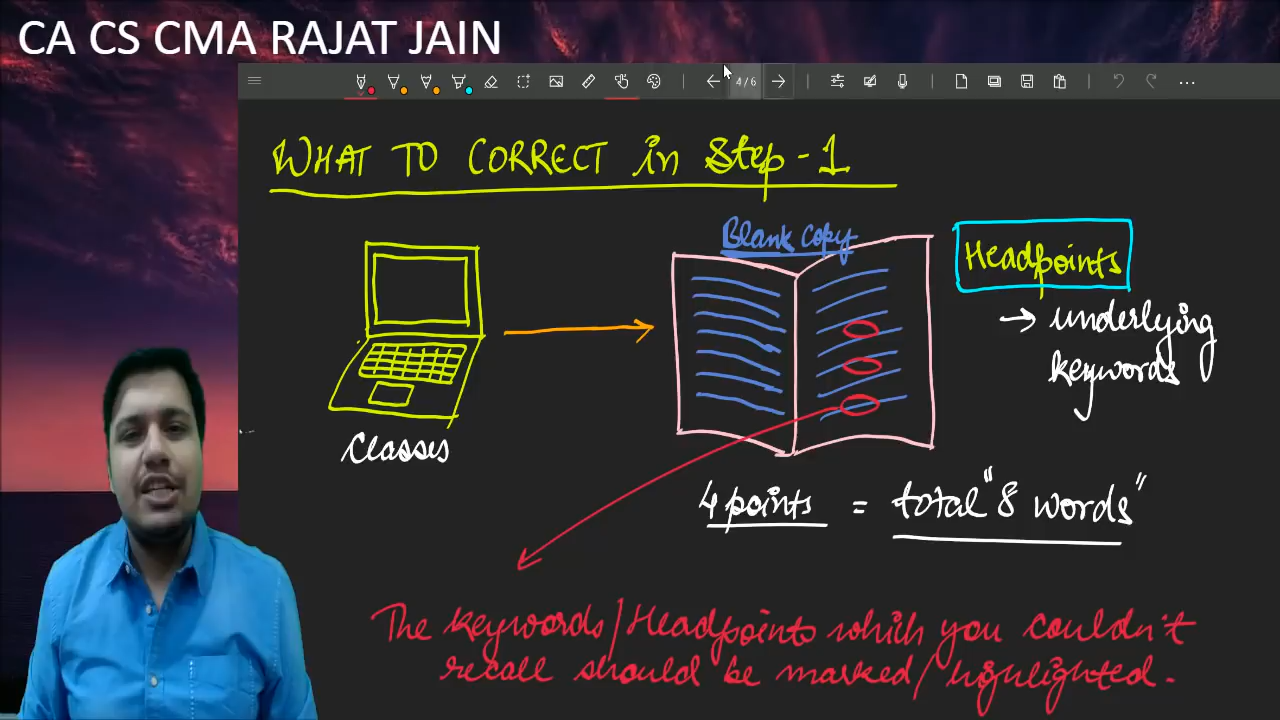 CA CS CMA RAJAT JAIN
4/6
WHAT TO CORRECT in Step-1
Blank Copy
Headpoints
→ underlying
keywords
Classes
4 points = total "8 words"
The keywords/Headpoints which you couldn't
recall should be marked/highlighted.